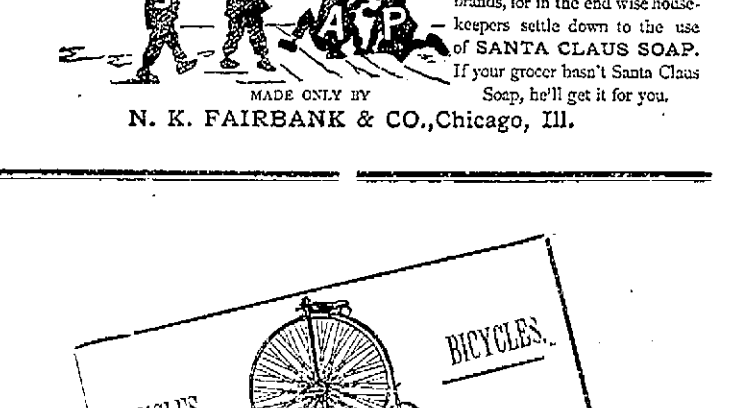 brands, for in the end wise house-
keepers settle down to the use
of SANTA CLAUS SOAP.
If your grocer hasn't Santa Claus
Soap, he'll get it for you.
MADE ONLY BY
N. K. FAIRBANK & CO., Chicago, Ill.
BICYCLES.